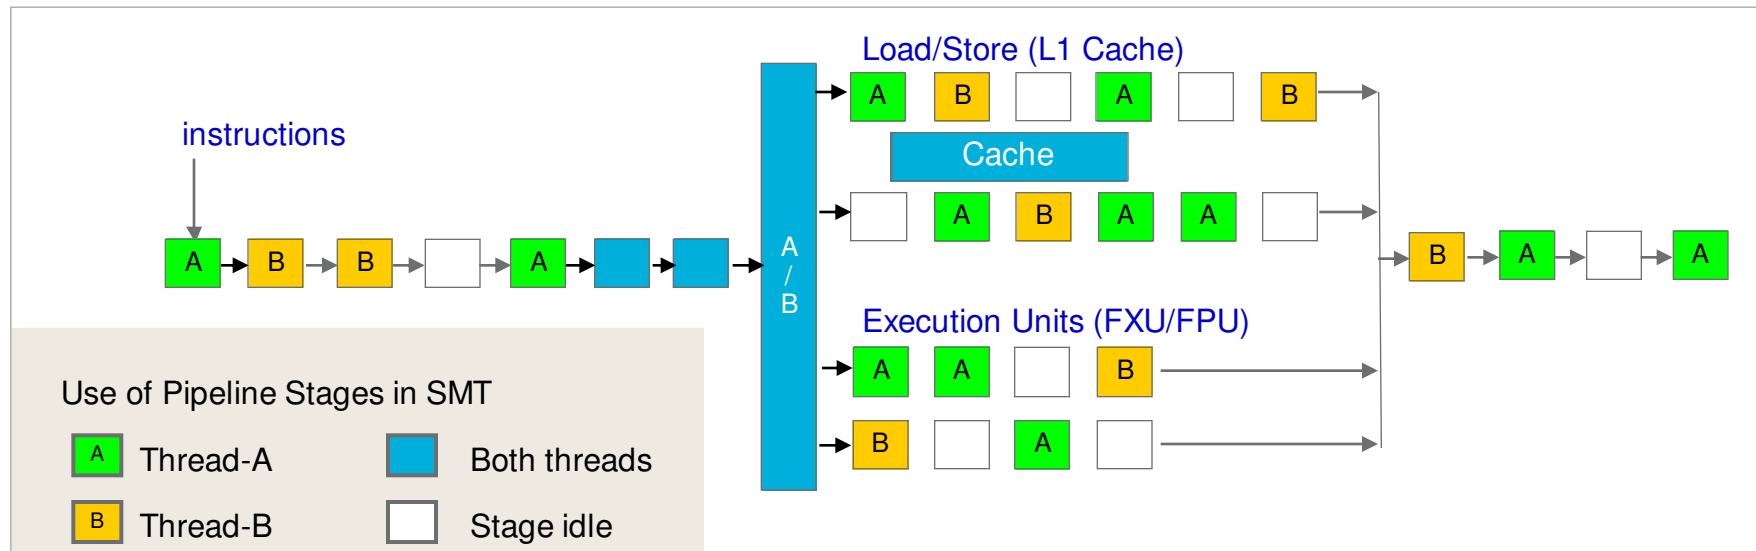 Load/Store (L1 Cache)
A B A B
instructions
Cache
A B A A
A B B A
A
/
B
B A A
Execution Units (FXU/FPU)
A A B
B A
Use of Pipeline Stages in SMT
A Thread-A Both threads
B Thread-B Stage idle